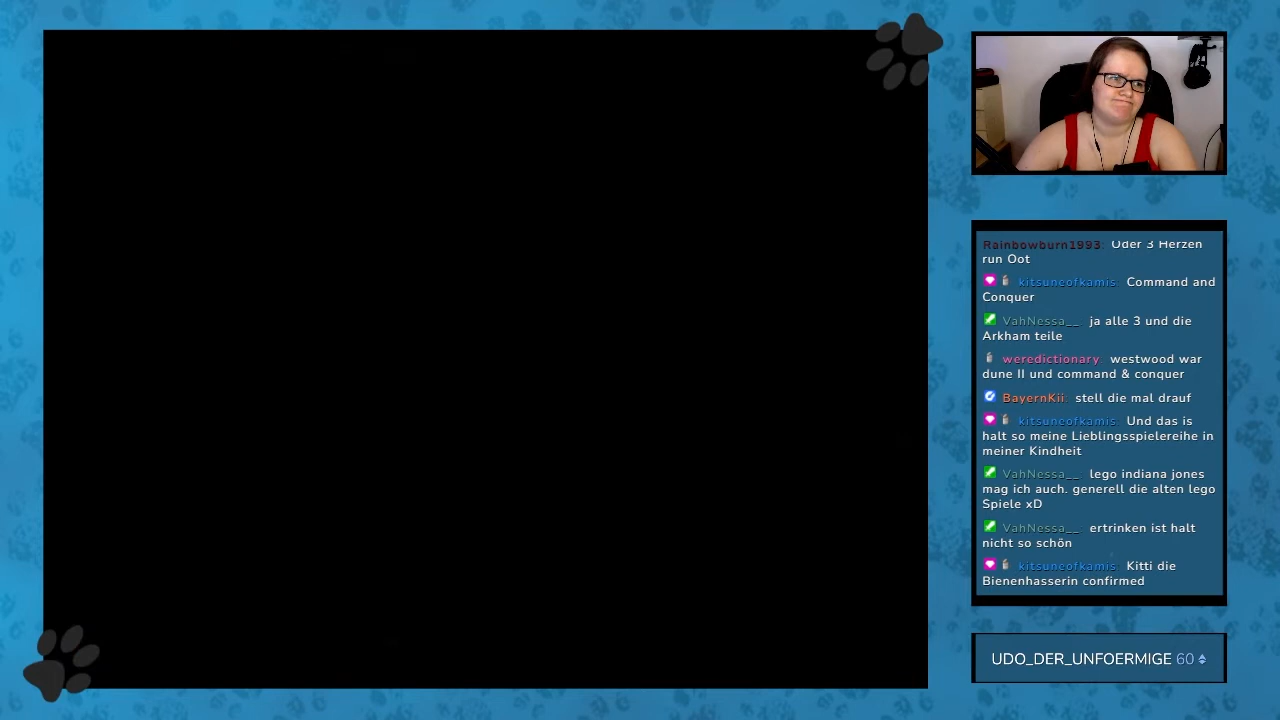 Rainbowburn1993: Oder 3 Herzen
run Oot
kitsuneofkamis: Command and
Conquer
VahNessa__: ja alle 3 und die
Arkham teile
weredictionary: westwood war
dune II und command & conquer
BayernKii: stell die mal drauf
kitsuneofkamis: Und das is
halt so meine Lieblingsspielereihe in
meiner Kindheit
VahNessa__: lego indiana jones
mag ich auch. generell die alten lego
Spiele xD
VahNessa__: ertrinken ist halt
nicht so schön
kitsuneofkamis: Kitti die
Bienenhasserin confirmed
UDO_DER_UNFOERMIGE 60